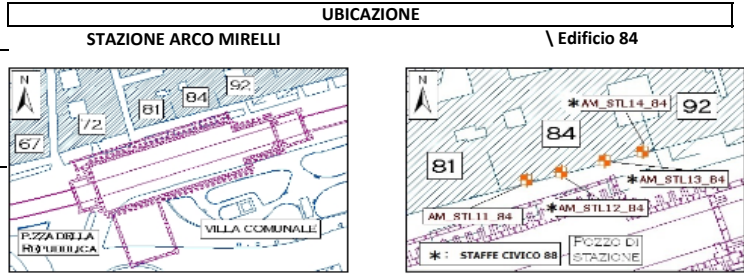 UBICAZIONE
STAZIONE ARCO MIRELLI
\ Edificio 84
N
92
84
81
72
67
P.ZZA DELLA
REPUBBLICA
VILLA COMUNALE
N
*AM_STL14_84
92
84
81
*AM_STL13_84
*AM_STL12_84
AM_STL11_84
*: STAFFE CIVICO 88
POZZO DI
STAZIONE